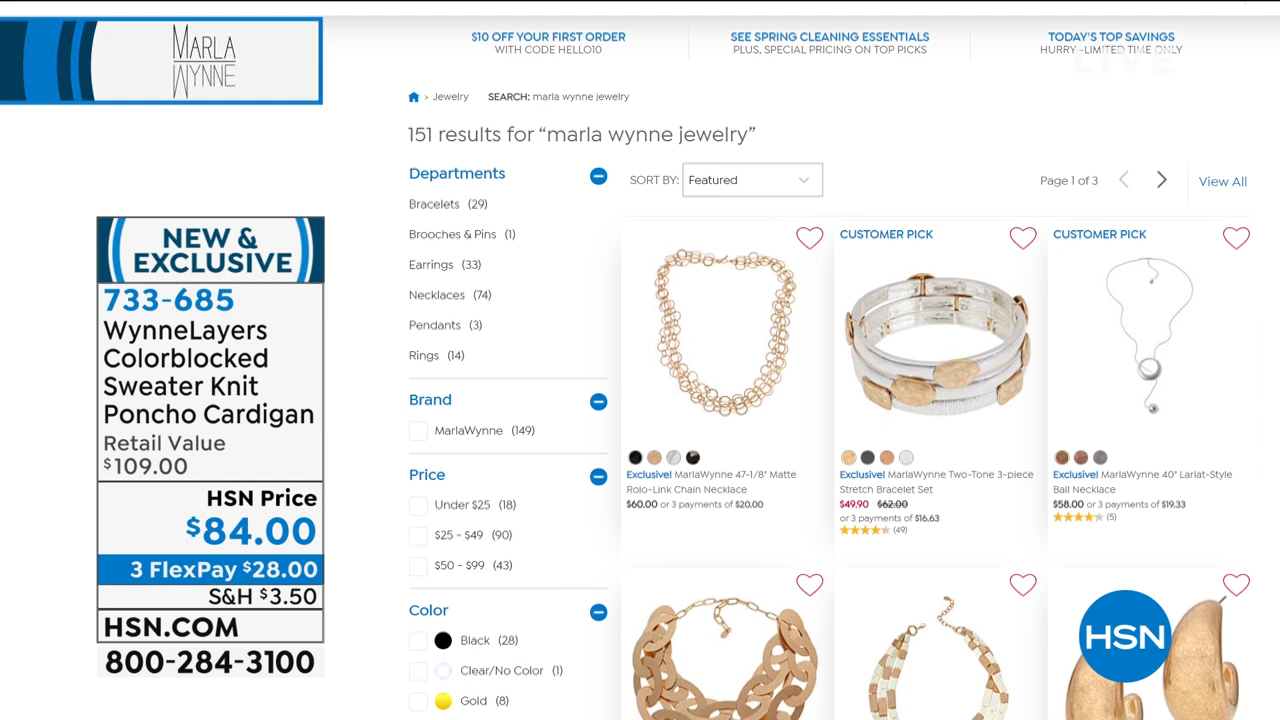 MARLA
WYNNE
$10 OFF YOUR FIRST ORDER
WITH CODE HELLO10
SEE SPRING CLEANING ESSENTIALS
PLUS, SPECIAL PRICING ON TOP PICKS
TODAY'S TOP SAVINGS
HURRY-LIMITED TIME ONLY
LIVE
> Jewelry SEARCH: marla wynne jewelry
151 results for “marla wynne jewelry”
Departments
Bracelets (29)
Brooches & Pins (1)
Earrings (33)
Necklaces (74)
Pendants (3)
Rings (14)
Brand
MarlaWynne (149)
Price
Under $25 (18)
$25 - $49 (90)
$50 - $99 (43)
Color
Black (28)
Clear/No Color (1)
Gold (8)
SORT BY: Featured
Page 1 of 3
View All
Exclusive! MarlaWynne 47-1/8" Matte
Rolo-Link Chain Necklace
$60.00 or 3 payments of $20.00
CUSTOMER PICK
Exclusive! MarlaWynne Two-Tone 3-piece
Stretch Bracelet Set
$49.90 $62.00
or 3 payments of $16.63
(49)
CUSTOMER PICK
Exclusive! MarlaWynne 40" Lariat-Style
Ball Necklace
$58.00 or 3 payments of $19.33
(5)
NEW &
EXCLUSIVE
733-685
WynneLayers
Colorblocked
Sweater Knit
Poncho Cardigan
Retail Value
$109.00
HSN Price
$84.00
3 FlexPay $28.00
S&H $3.50
HSN.COM
800-284-3100
HSN